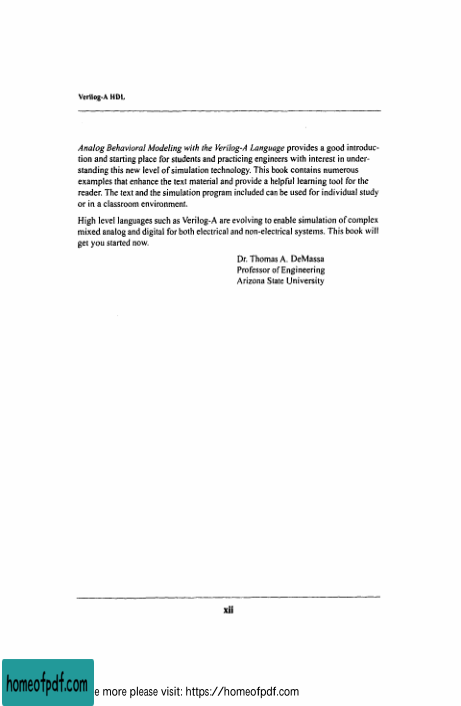 Verilog-A HDL
Analog Behavioral Modeling with the Verilog-A Language provides a good introduc-
tion and starting place for students and practicing engineers with interest in under-
standing this new level of simulation technology. This book contains numerous
examples that enhance the text material and provide a helpful learning tool for the
reader. The text and the simulation program included can be used for individual study
or in a classroom environment.
High level languages such as Verilog-A are evolving to enable simulation of complex
mixed analog and digital for both electrical and non-electrical systems. This book will
get you started now.
Dr. Thomas A. DeMassa
Professor of Engineering
Arizona State University
xii
homeofpdf.com
e more please visit: https://homeofpdf.com